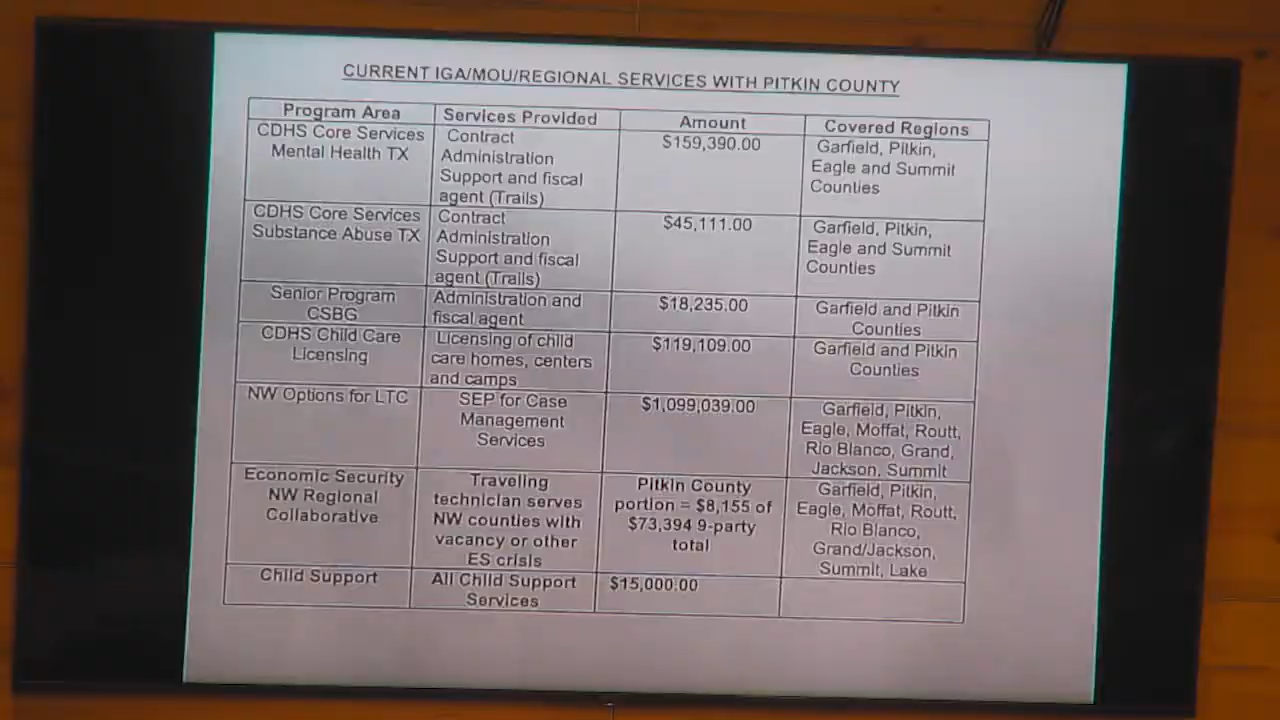 CURRENT IGA/MOU/REGIONAL SERVICES WITH PITKIN COUNTY
Program Area
Services Provided
Amount
Covered Regions
CDHS Core Services
Mental Health TX
Contract
Administration
Support and fiscal
agent (Trails)
$159,390.00
Garfield, Pitkin,
Eagle and Summit
Counties
CDHS Core Services
Substance Abuse TX
Contract
Administration
Support and fiscal
agent (Trails)
$45,111.00
Garfield, Pitkin,
Eagle and Summit
Counties
Senior Program
CSBG
Administration and
fiscal agent
$18,235.00
Garfield and Pitkin
Counties
CDHS Child Care
Licensing
Licensing of child
care homes, centers
and camps
$119,109.00
Garfield and Pitkin
Counties
NW Options for LTC
SEP for Case
Management
Services
$1,099,039.00
Garfield, Pitkin,
Eagle, Moffat, Routt,
Rio Blanco, Grand,
Jackson, Summit
Economic Security
NW Regional
Collaborative
Traveling
technician serves
NW counties with
vacancy or other
ES crisis
Pitkin County
portion = $8,155 of
$73,394 9-party
total
Garfield, Pitkin,
Eagle, Moffat, Routt,
Rio Blanco,
Grand/Jackson,
Summit, Lake
Child Support
All Child Support
Services
$15,000.00